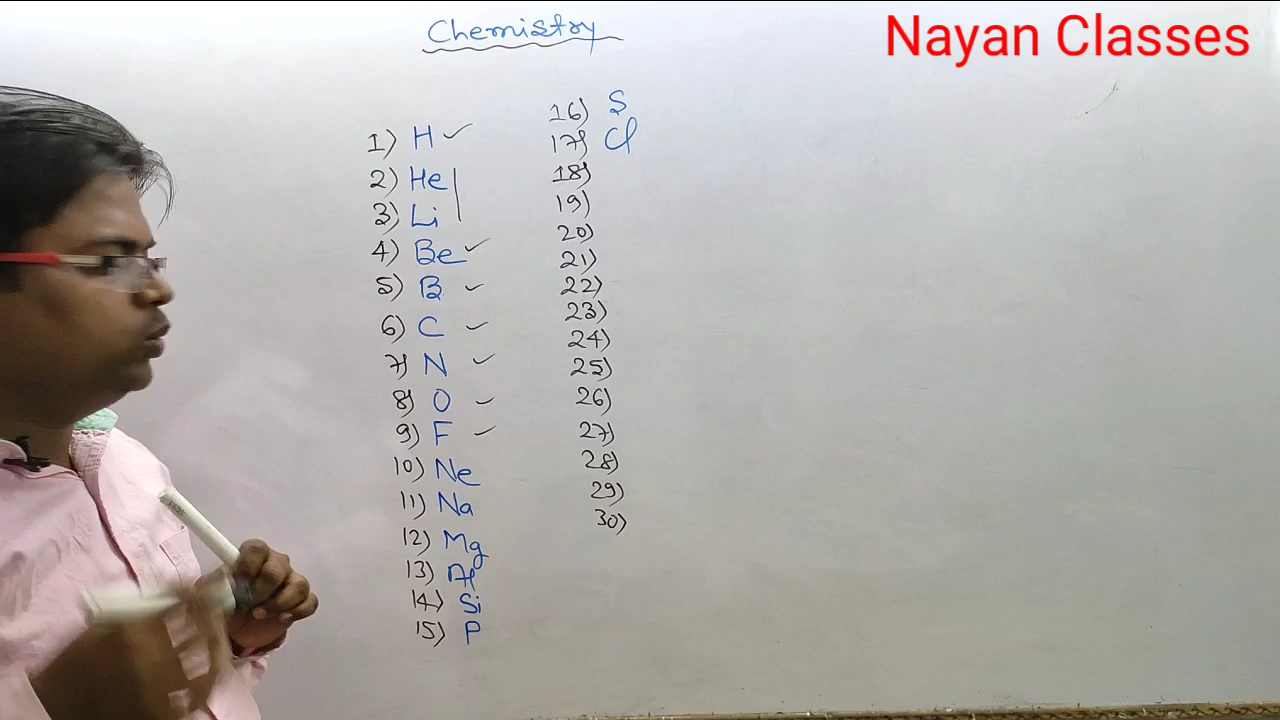 Chemistry
Nayan Classes
1) H ✓
2) He
3) Li
4) Be ✓
5) B ✓
6) C ✓
7) N ✓
8) O ✓
9) F ✓
10) Ne
11) Na
12) Mg
13) Al
14) Si
15) P
16) S
17) Cl
18)
19)
20)
21)
22)
23)
24)
25)
26)
27)
28)
29)
30)